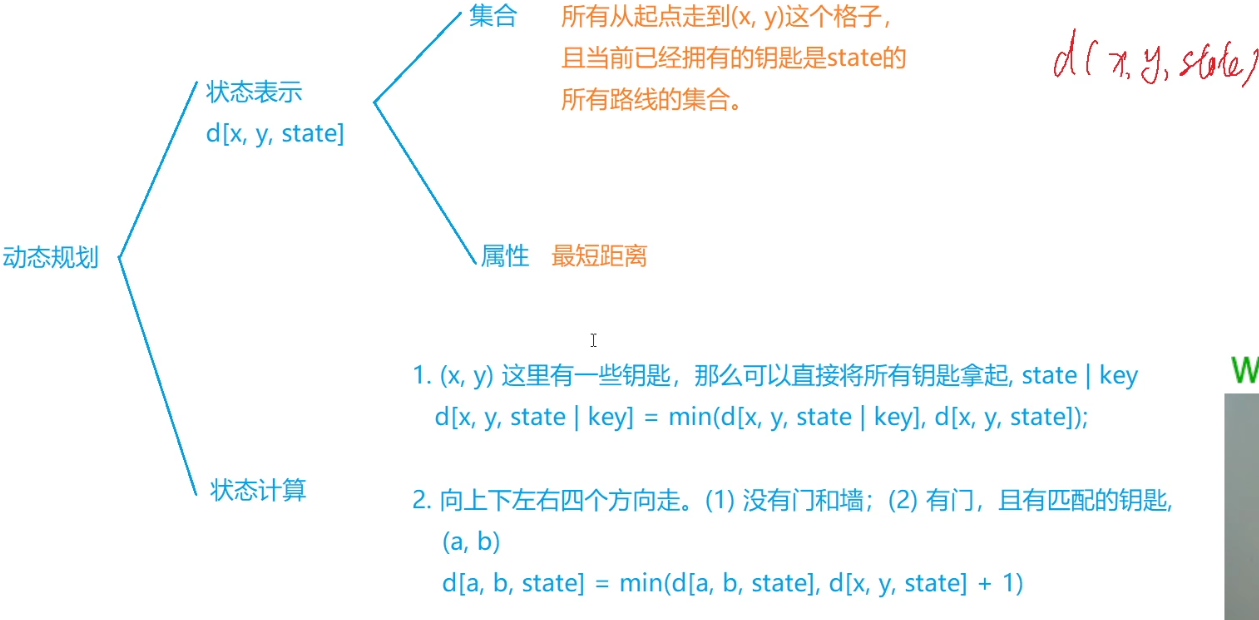 集合
所有从起点走到(x, y)这个格子，
且当前已经拥有的钥匙是state的
所有路线的集合。
d(x, y, state)
状态表示
d[x, y, state]
动态规划
属性 最短距离
1. (x, y) 这里有一些钥匙，那么可以直接将所有钥匙拿起, state | key
d[x, y, state | key] = min(d[x, y, state | key], d[x, y, state]);
状态计算
2. 向上下左右四个方向走。(1) 没有门和墙；(2) 有门，且有匹配的钥匙,
(a, b)
d[a, b, state] = min(d[a, b, state], d[x, y, state] + 1)